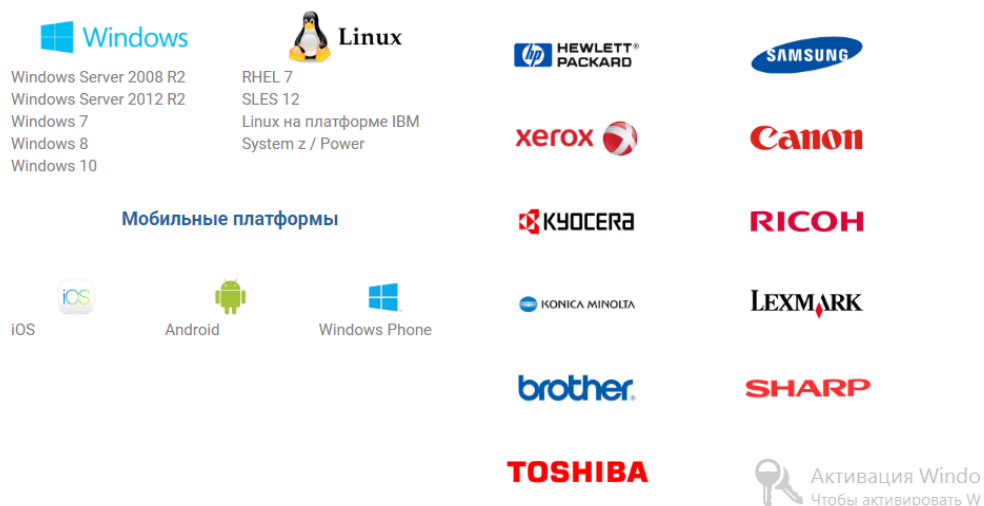 Windows
Windows Server 2008 R2
Windows Server 2012 R2
Windows 7
Windows 8
Windows 10
Linux
RHEL 7
SLES 12
Linux на платформе IBM
System z / Power
Мобильные платформы
iOS
iOS
Android
Windows Phone
hp HEWLETT®
PACKARD
SAMSUNG
xerox
Canon
KYOCERA
RICOH
KONICA MINOLTA
LEXMARK
brother®
SHARP
TOSHIBA
Активация Windo
Чтобы активировать W